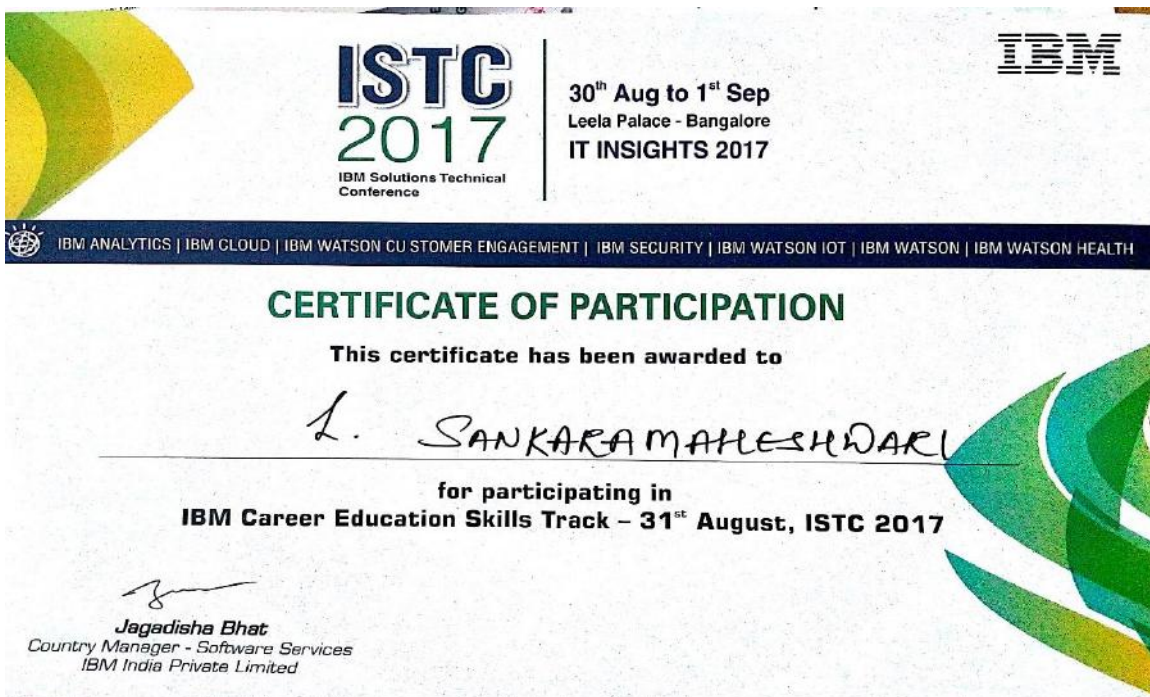 ISTC
2017
IBM Solutions Technical
Conference
30th Aug to 1st Sep
Leela Palace - Bangalore
IT INSIGHTS 2017
IBM
IBM ANALYTICS | IBM CLOUD | IBM WATSON CU STOMER ENGAGEMENT | IBM SECURITY | IBM WATSON IOT | IBM WATSON | IBM WATSON HEALTH
CERTIFICATE OF PARTICIPATION
This certificate has been awarded to
L. SANKARAMAHESHWARI
for participating in
IBM Career Education Skills Track – 31st August, ISTC 2017
Jagadisha Bhat
Country Manager - Software Services
IBM India Private Limited